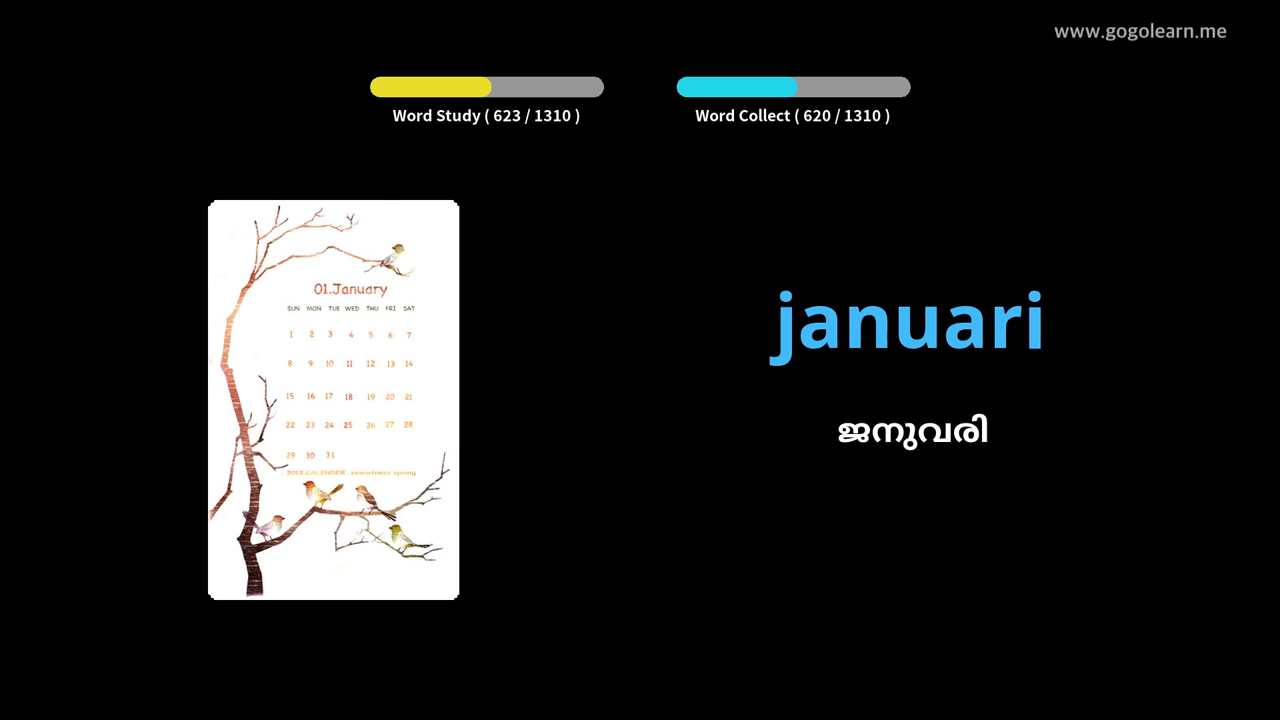 www.gogolearn.me
Word Study ( 623 / 1310 )
Word Collect ( 620 / 1310 )
01.January
SUN MON TUE WED THU FRI SAT
1 2 3 4 5 6 7
8 9 10 11 12 13 14
15 16 17 18 19 20 21
22 23 24 25 26 27 28
29 30 31
CALENDER spring
januari
ജനുവരി